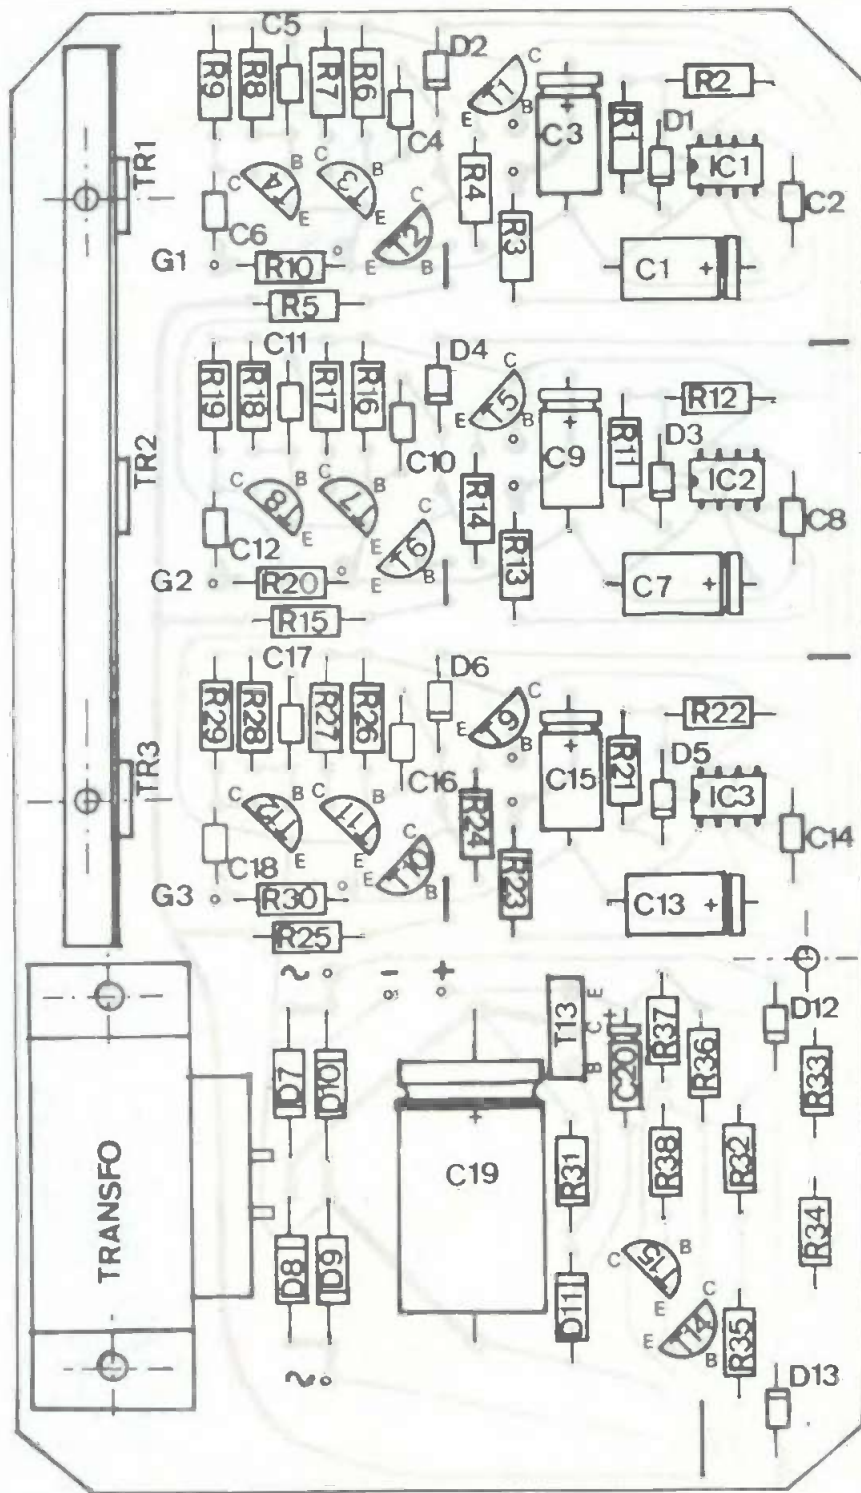 C5
D2
C
R9
R8
R7
R6
T1
E
B
C4
C3
+
R1
R2
D1
IC1
TR1
C
T4
B
E
C
T3
B
E
C
T2
E
B
R4
R3
C2
C6
G1
R10
R5
C1
+
C11
D4
C
R19
R18
R17
R16
T5
E
B
C10
C9
+
R11
R12
D3
IC2
TR2
C
T8
B
E
C
T7
B
E
C
T6
E
B
R14
R13
C8
C12
G2
R20
R15
C7
+
C17
D6
C
R29
R28
R27
R26
T9
E
B
C16
C15
+
R21
R22
D5
IC3
TR3
C
T12
B
E
C
T11
B
E
C
T10
E
B
R24
R23
C14
C18
G3
R30
R25
C13
+
~
-
+
T13
E
C
B
+
C20
R37
R36
D12
R33
D7
D10
+
C19
R31
R38
R32
R34
TRANSFO
D8
D9
D11
C
T15
B
E
C
T14
E
B
R35
~
D13